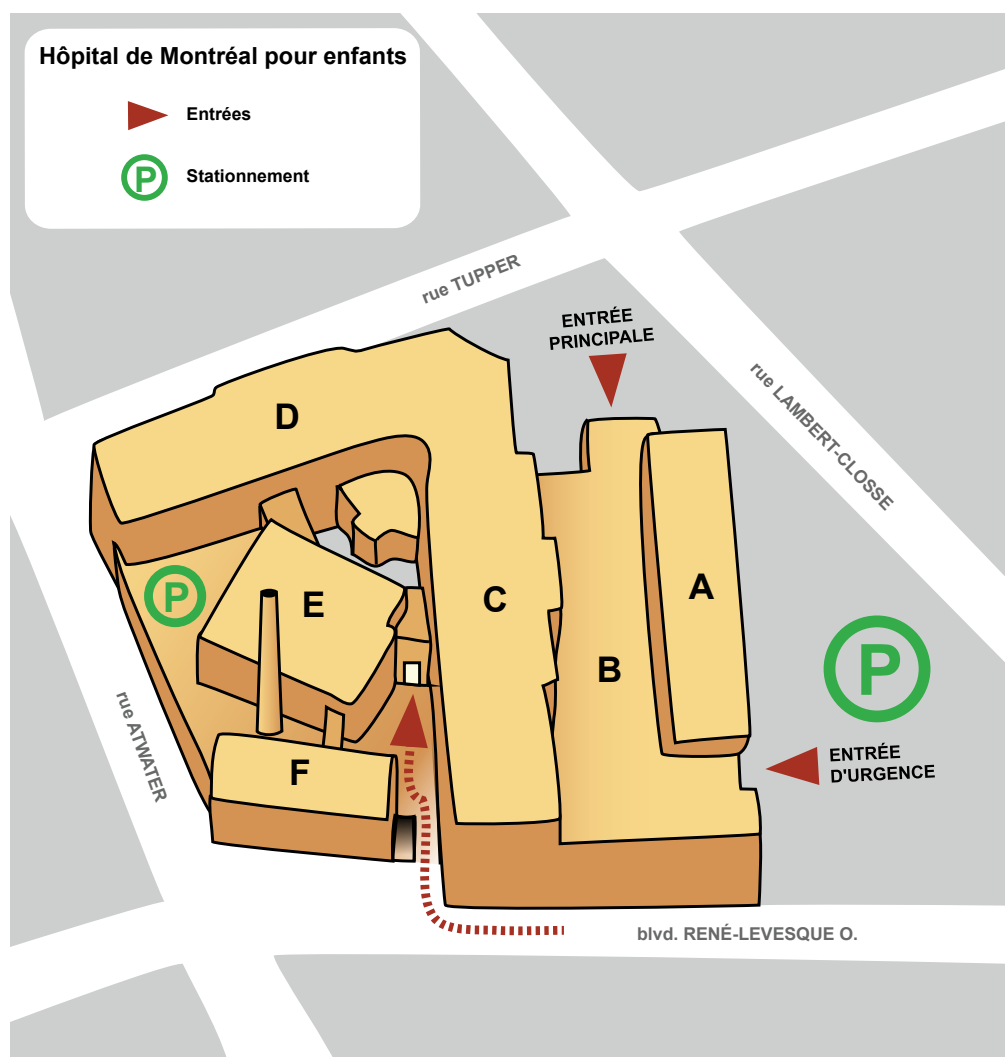 Hôpital de Montréal pour enfants
Entrées
P
Stationnement
rue TUPPER
ENTRÉE
PRINCIPALE
rue LAMBERT-CLOSSE
D
P
E
C
A
B
P
rue ATWATER
F
ENTRÉE
D'URGENCE
blvd. RENÉ-LEVESQUE O.